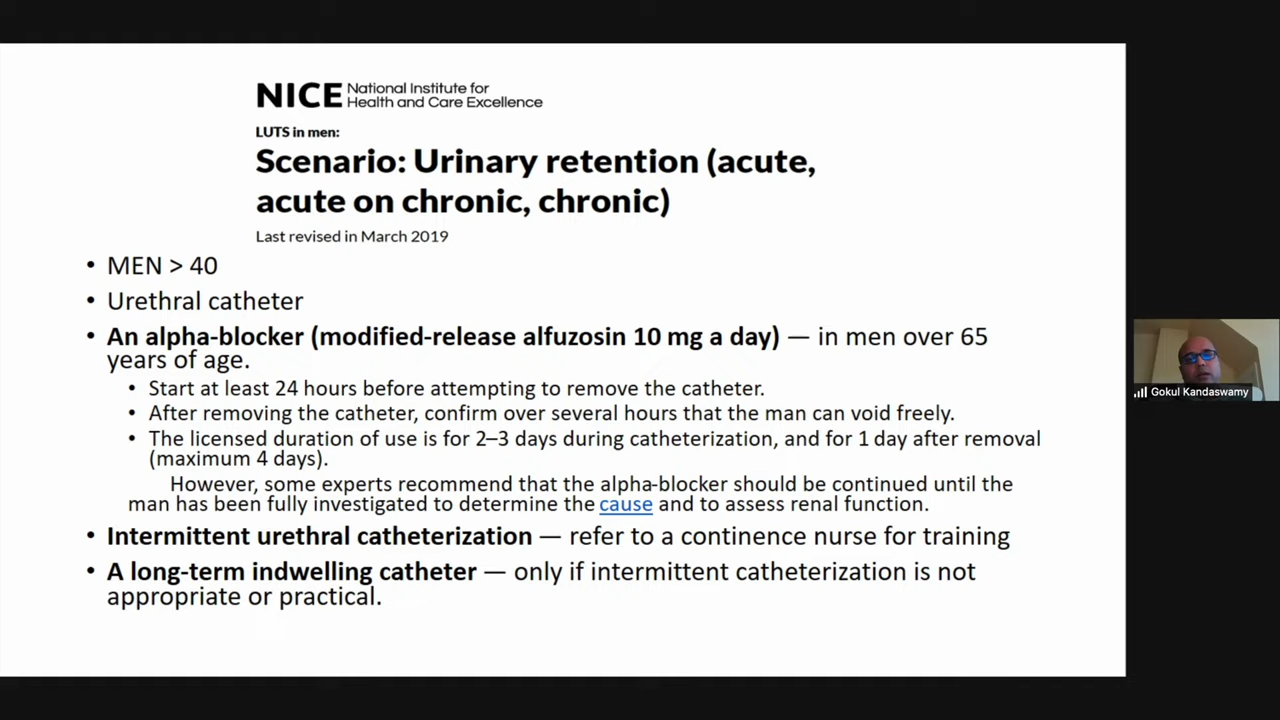 NICE National Institute for
Health and Care Excellence
LUTS in men:
Scenario: Urinary retention (acute,
acute on chronic, chronic)
Last revised in March 2019
• MEN > 40
• Urethral catheter
• An alpha-blocker (modified-release alfuzosin 10 mg a day) — in men over 65
years of age.
• Start at least 24 hours before attempting to remove the catheter.
• After removing the catheter, confirm over several hours that the man can void freely.
• The licensed duration of use is for 2–3 days during catheterization, and for 1 day after removal
(maximum 4 days).
However, some experts recommend that the alpha-blocker should be continued until the
man has been fully investigated to determine the cause and to assess renal function.
• Intermittent urethral catheterization — refer to a continence nurse for training
• A long-term indwelling catheter — only if intermittent catheterization is not
appropriate or practical.
Gokul Kandaswamy